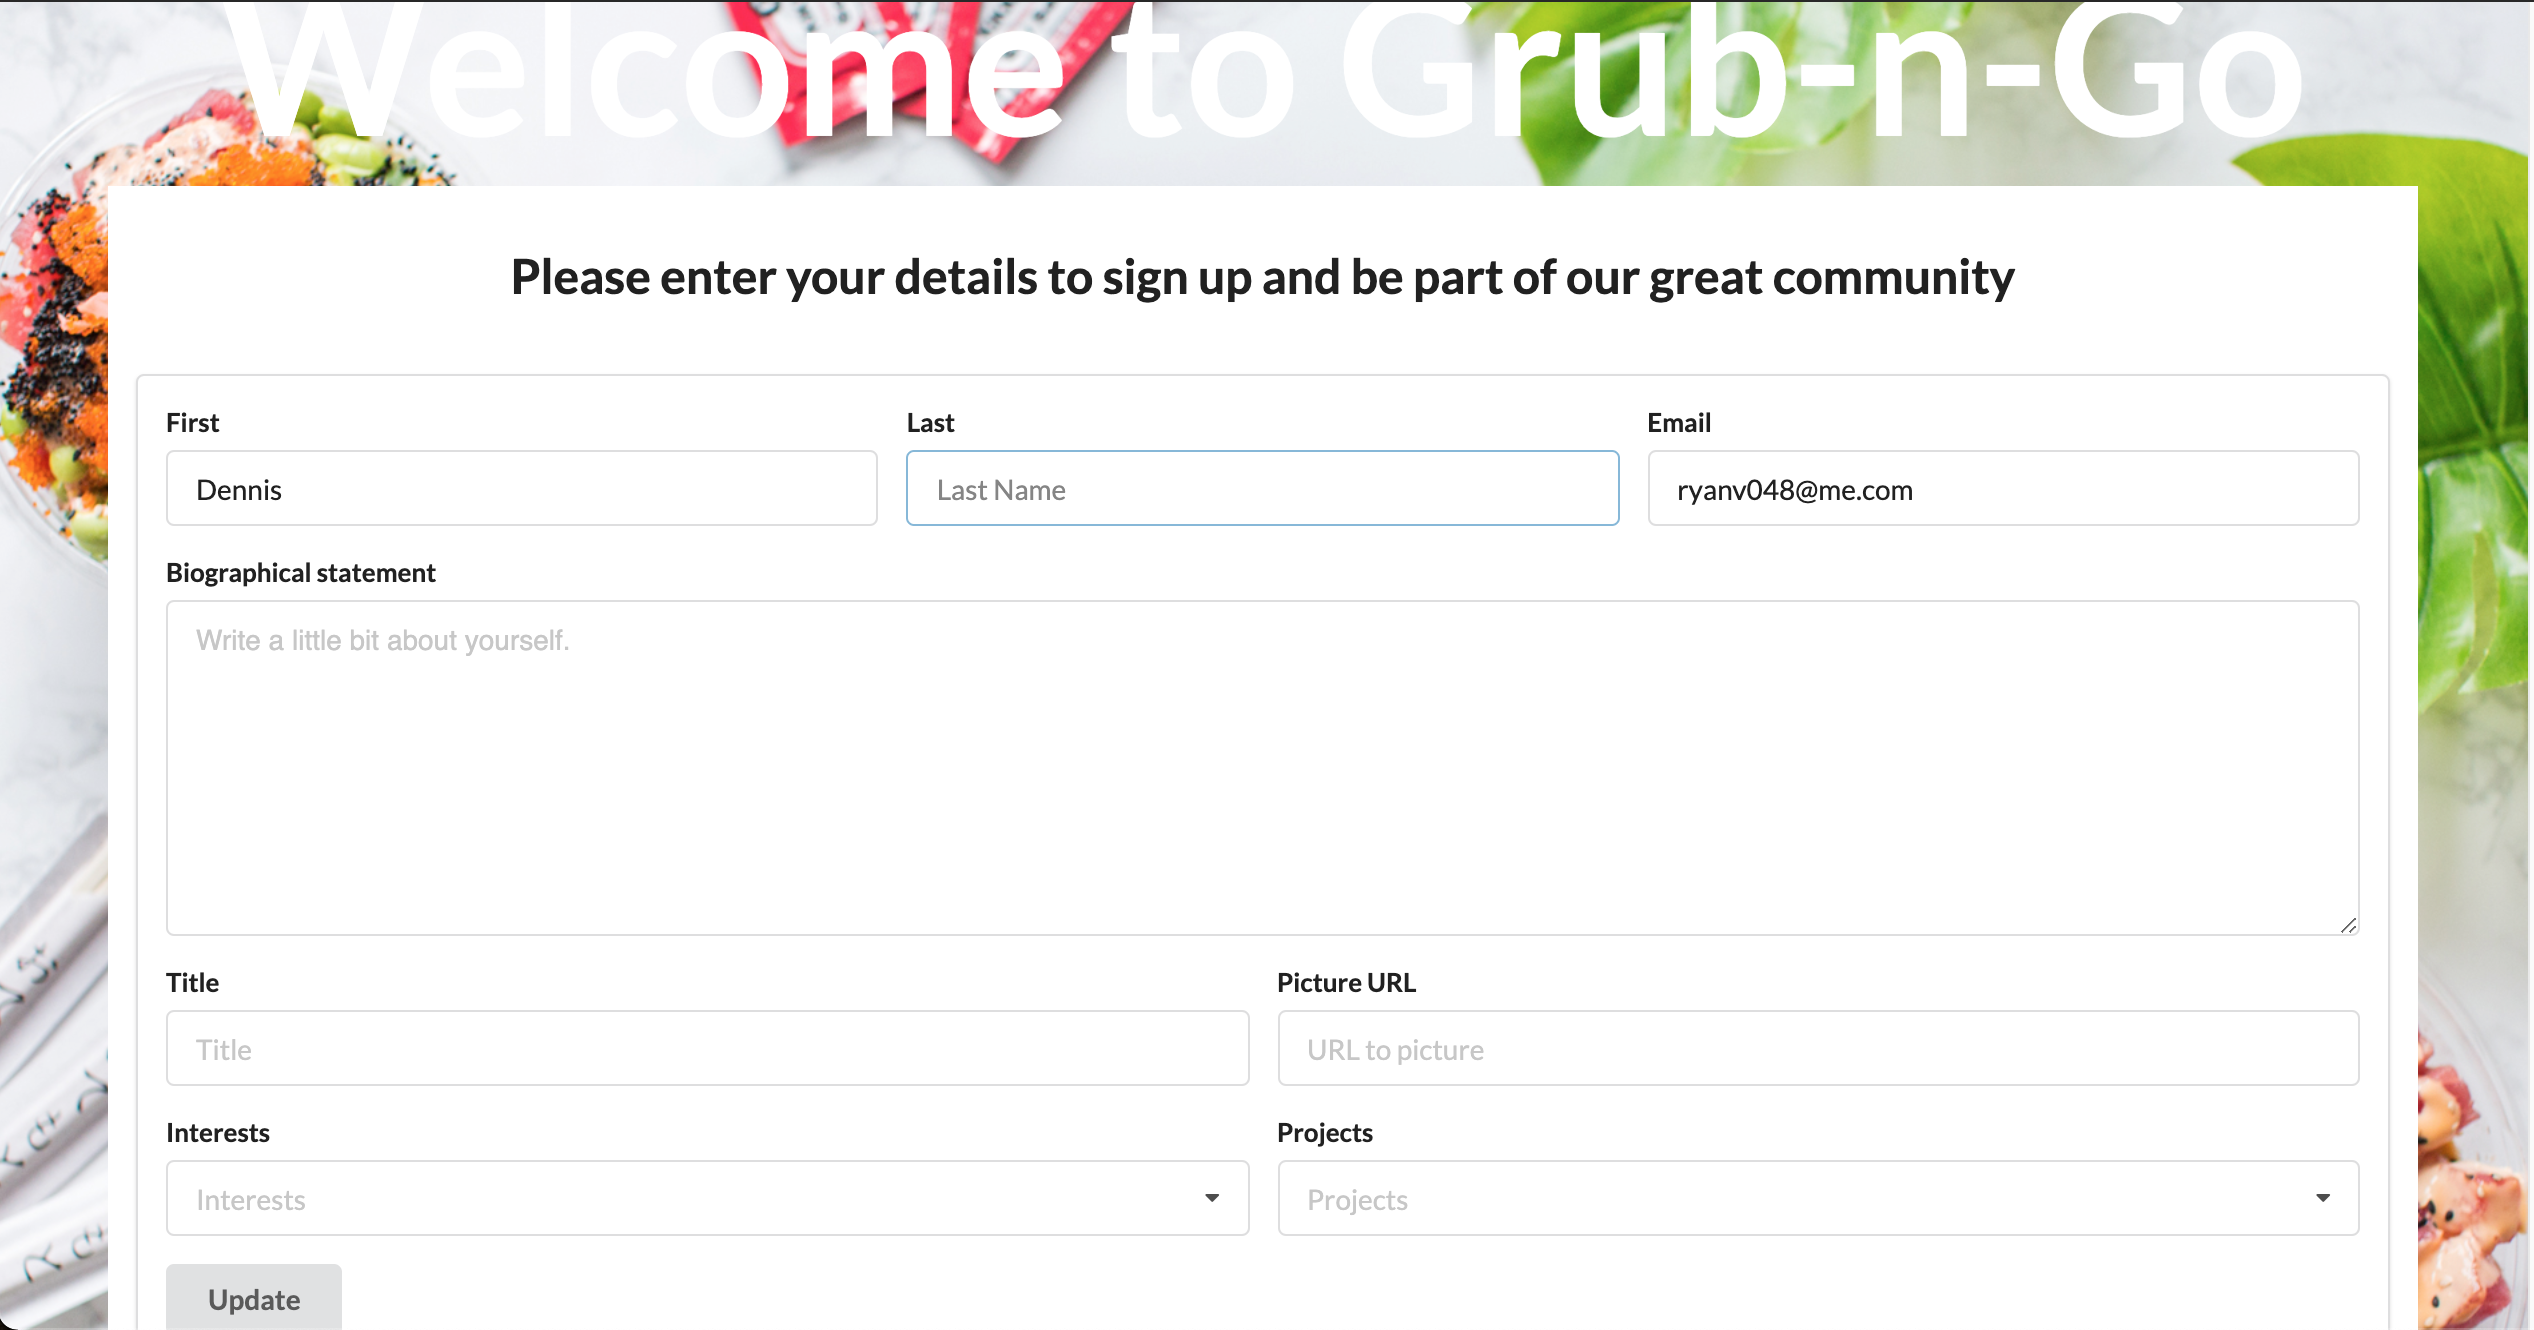 Welcome to Grub-n-Go
Please enter your details to sign up and be part of our great community
First
Last
Email
Dennis
Last Name
ryanv048@me.com
Biographical statement
Write a little bit about yourself.
Title
Picture URL
Title
URL to picture
Interests
Projects
Interests
Projects
Update